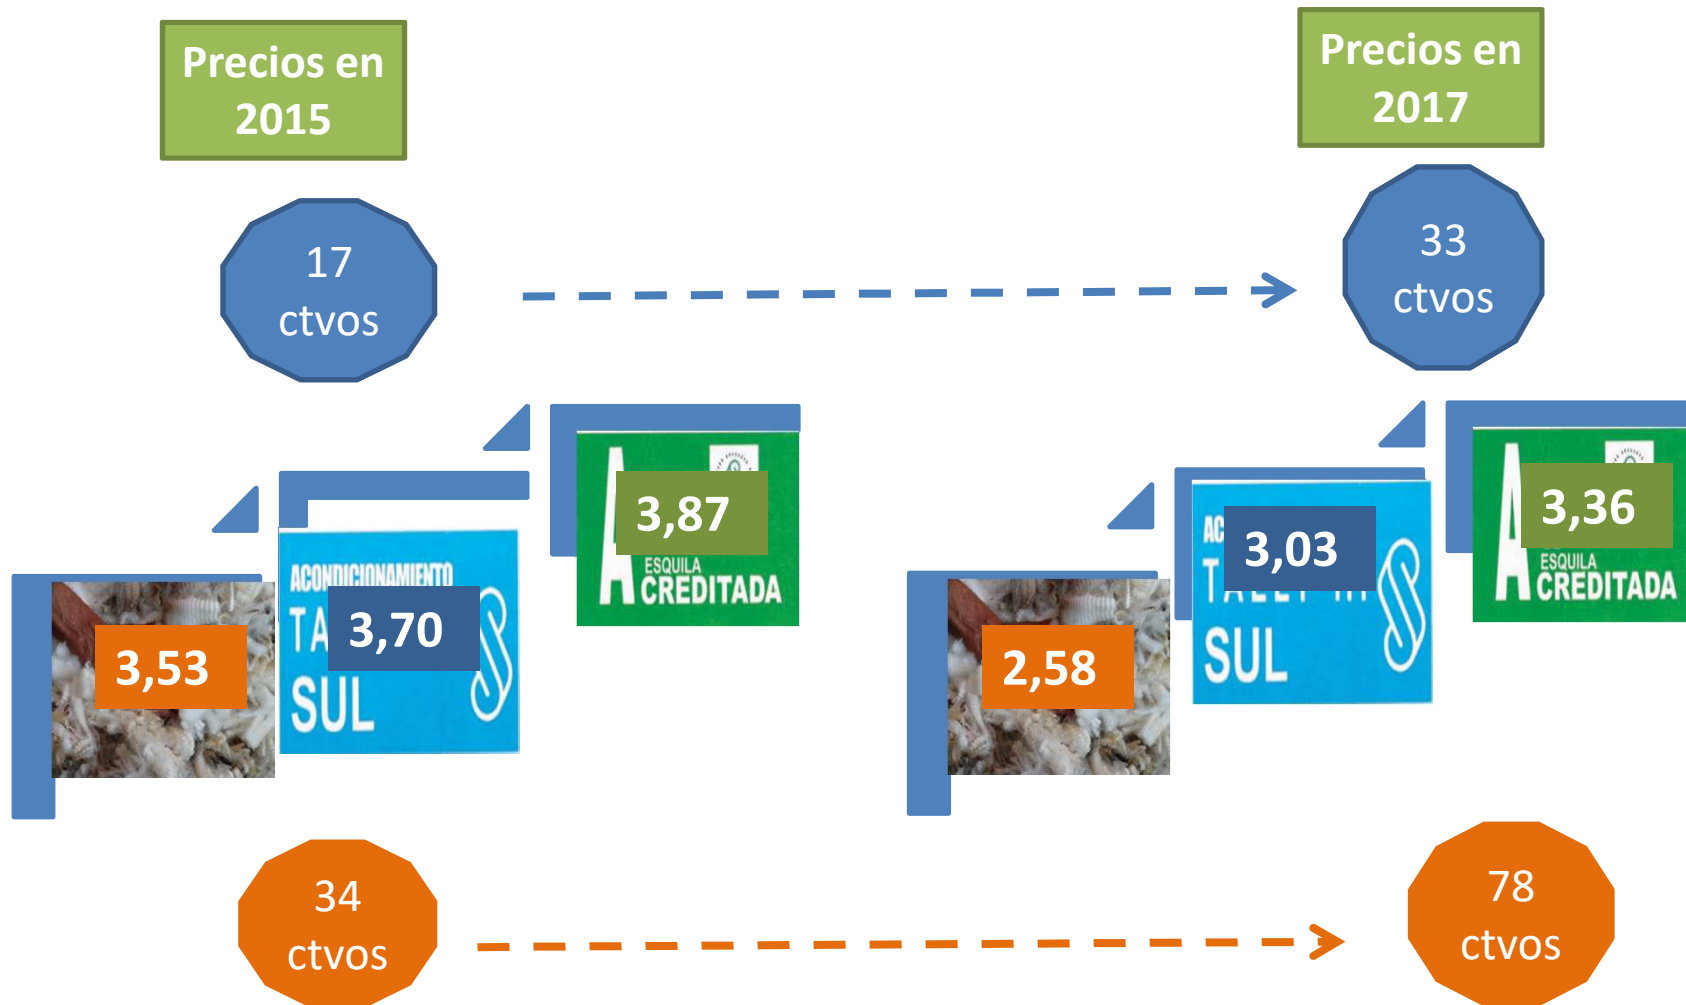 Precios en
2015
Precios en
2017
17
ctvos
33
ctvos
3,87
A
ESQUILA
CREDITADA
ACONDICIONAMIENTO
TA
3,70
SUL
3,53
3,36
A
ESQUILA
CREDITADA
AC
3,03
SUL
2,58
34
ctvos
78
ctvos